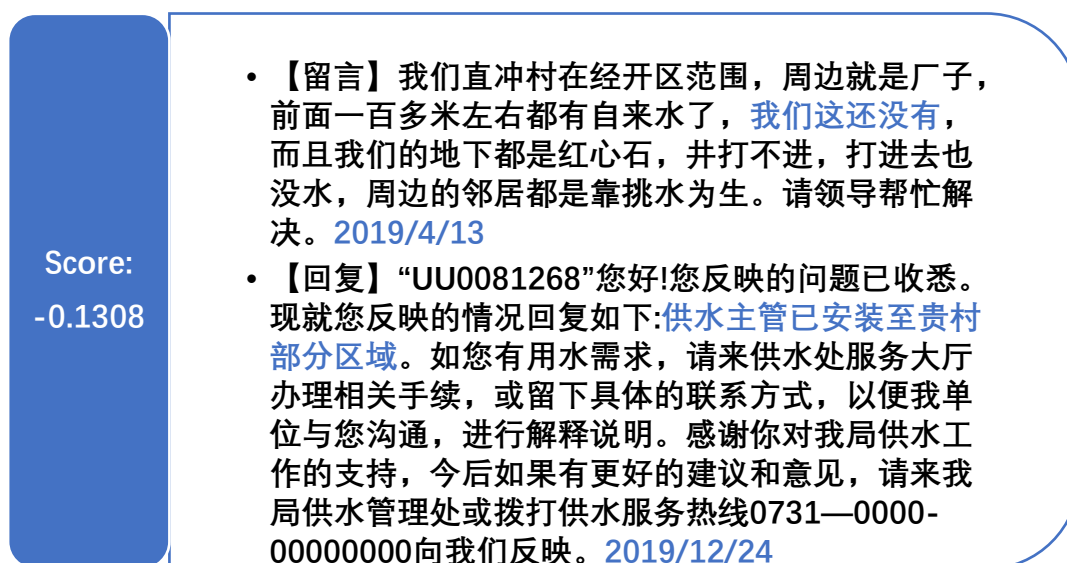 Score:
-0.1308
• 【留言】我们直冲村在经开区范围，周边就是厂子，
前面一百多米左右都有自来水了，我们这还没有，
而且我们的地下都是红心石，井打不进，打进去也
没水，周边的邻居都是靠挑水为生。请领导帮忙解
决。2019/4/13
• 【回复】“UU0081268”您好!您反映的问题已收悉。
现就您反映的情况回复如下:供水主管已安装至贵村
部分区域。如您有用水需求，请来供水处服务大厅
办理相关手续，或留下具体的联系方式，以便我单
位与您沟通，进行解释说明。感谢你对我局供水工
作的支持，今后如果有更好的建议和意见，请来我
局供水管理处或拨打供水服务热线0731—0000-
00000000向我们反映。2019/12/24